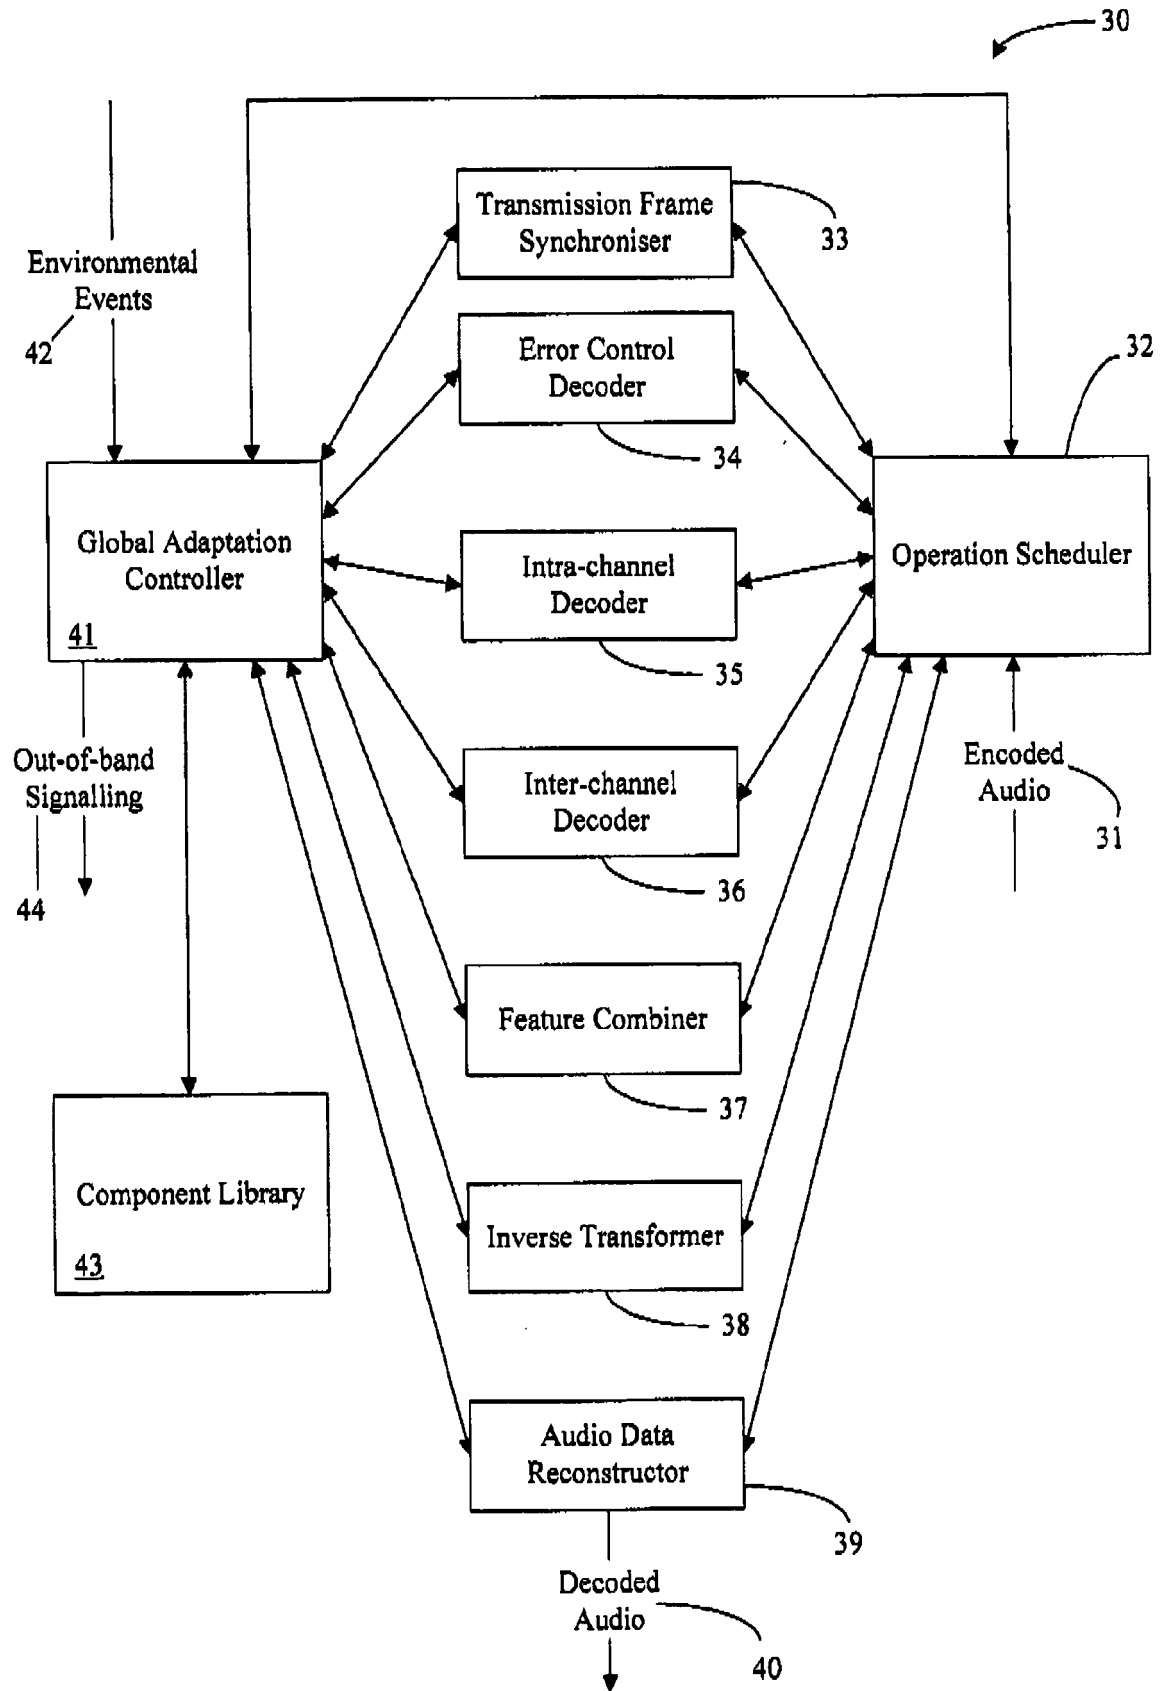 30
Transmission Frame
Synchroniser
33
Environmental
Events
42
Error Control
Decoder
34
32
Global Adaptation
Controller
41
Intra-channel
Decoder
35
Operation Scheduler
Out-of-band
Signalling
44
Inter-channel
Decoder
36
Encoded
Audio
31
Feature Combiner
37
Component Library
43
Inverse Transformer
38
Audio Data
Reconstructor
39
Decoded
Audio
40